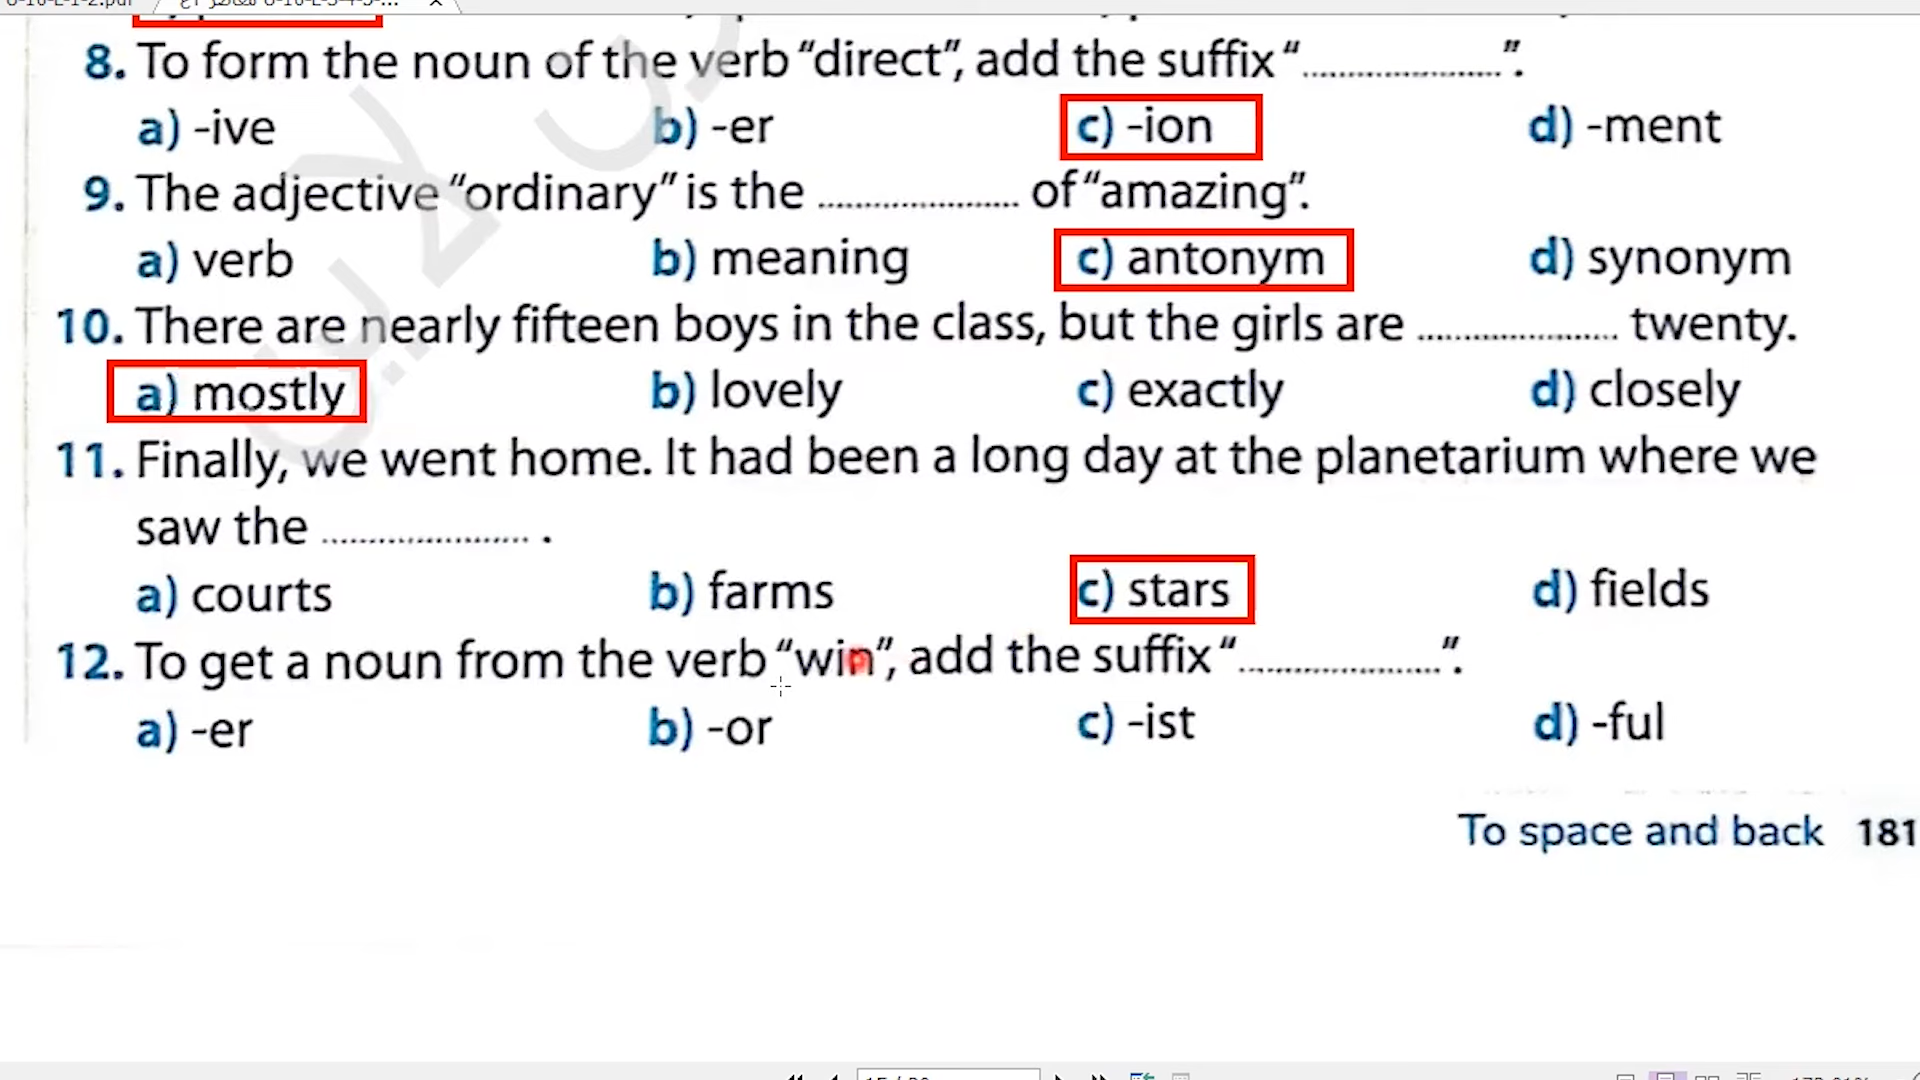 8. To form the noun of the verb “direct”, add the suffix “....................”.
a) -ive b) -er c) -ion d) -ment
9. The adjective “ordinary” is the .................... of “amazing”.
a) verb b) meaning c) antonym d) synonym
10. There are nearly fifteen boys in the class, but the girls are .................... twenty.
a) mostly b) lovely c) exactly d) closely
11. Finally, we went home. It had been a long day at the planetarium where we
saw the .................... .
a) courts b) farms c) stars d) fields
12. To get a noun from the verb “win”, add the suffix “....................”.
a) -er b) -or c) -ist d) -ful
To space and back 181